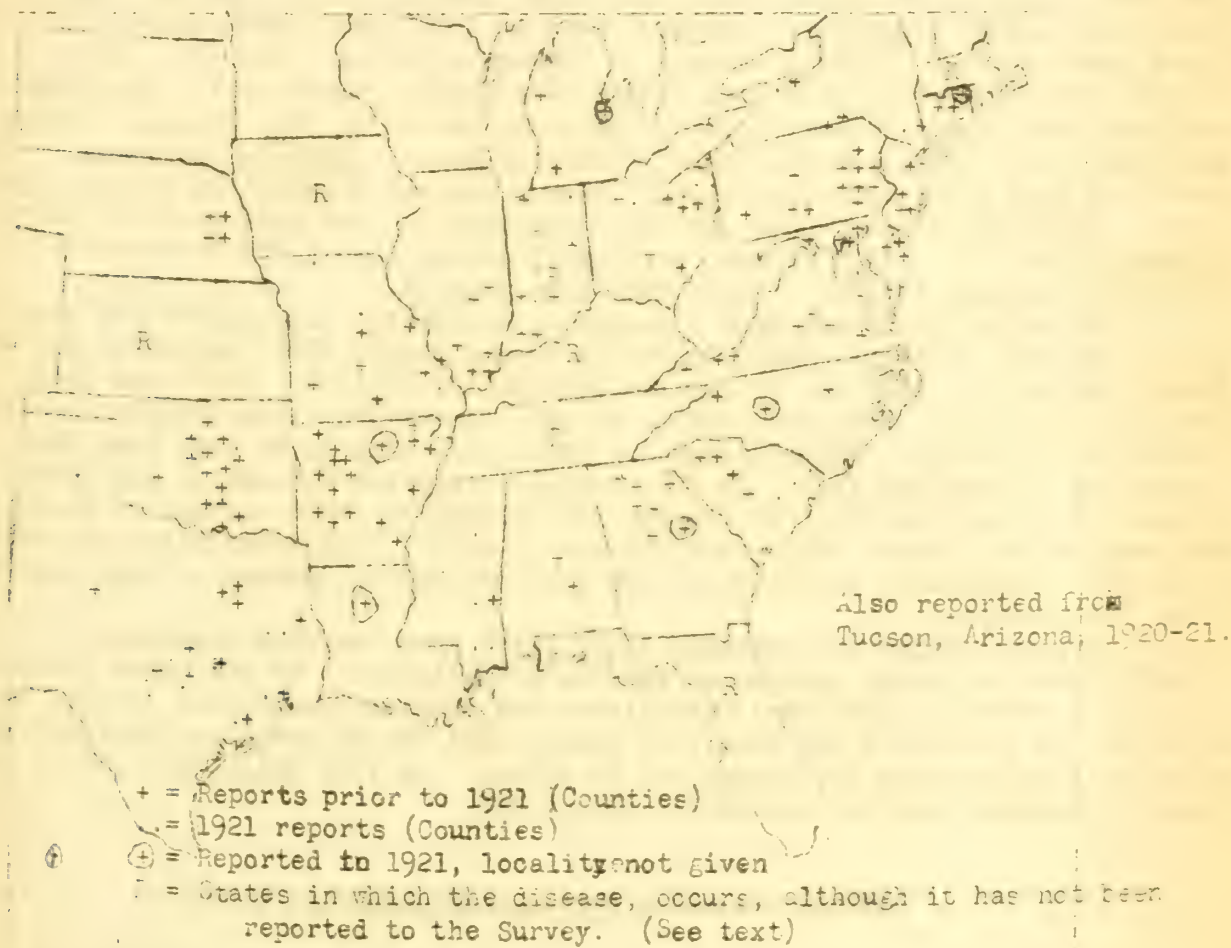 R
R
R
R
Also reported from
Tucson, Arizona, 1920-21.
+ = Reports prior to 1921 (Counties)
= 1921 reports (Counties)
⊕ = Reported to 1921, locality not given
= States in which the disease, occurs, although it has not been
reported to the Survey. (See text)